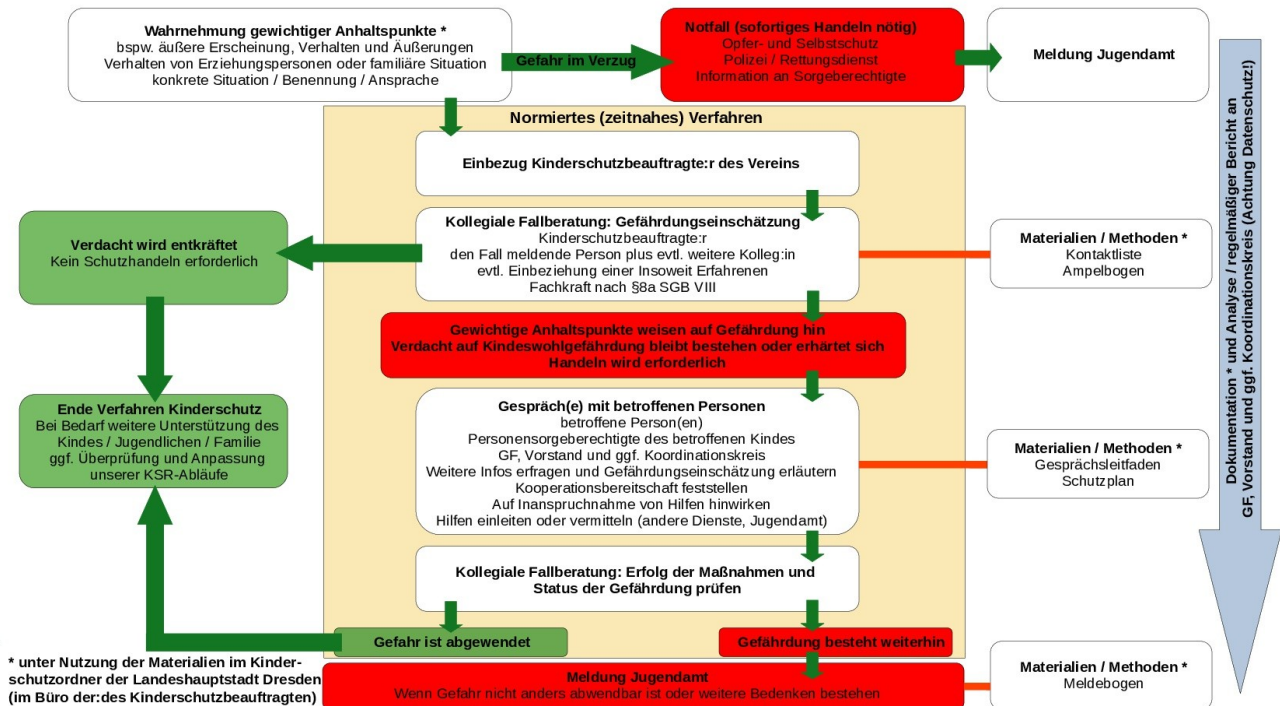 Wahrnehmung gewichtiger Anhaltspunkte *
bspw. äußere Erscheinung, Verhalten und Äußerungen
Verhalten von Erziehungspersonen oder familiäre Situation
konkrete Situation / Benennung / Ansprache
Gefahr im Verzug
Notfall (sofortiges Handeln nötig)
Opfer- und Selbstschutz
Polizei / Rettungsdienst
Information an Sorgeberechtigte
Meldung Jugendamt
Normiertes (zeitnahes) Verfahren
Einbezug Kinderschutzbeauftragte:r des Vereins
Kollegiale Fallberatung: Gefährdungseinschätzung
Kinderschutzbeauftragte:r
den Fall meldende Person plus evtl. weitere Kolleg:in
evtl. Einbeziehung einer Insoweit Erfahrenen
Fachkraft nach §8a SGB VIII
Verdacht wird entkräftet
Kein Schutzhandeln erforderlich
Materialien / Methoden *
Kontaktliste
Ampelbogen
Gewichtige Anhaltspunkte weisen auf Gefährdung hin
Verdacht auf Kindeswohlgefährdung bleibt bestehen oder erhärtet sich
Handeln wird erforderlich
Ende Verfahren Kinderschutz
Bei Bedarf weitere Unterstützung des
Kindes / Jugendlichen / Familie
ggf. Überprüfung und Anpassung
unserer KSR-Abläufe
Gespräch(e) mit betroffenen Personen
betroffene Person(en)
Personensorgeberechtigte des betroffenen Kindes
GF, Vorstand und ggf. Koordinationskreis
Weitere Infos erfragen und Gefährdungseinschätzung erläutern
Kooperationsbereitschaft feststellen
Auf Inanspruchnahme von Hilfen hinwirken
Hilfen einleiten oder vermitteln (andere Dienste, Jugendamt)
Materialien / Methoden *
Gesprächsleitfaden
Schutzplan
Kollegiale Fallberatung: Erfolg der Maßnahmen und
Status der Gefährdung prüfen
Gefahr ist abgewendet
Gefährdung besteht weiterhin
Meldung Jugendamt
Wenn Gefahr nicht anders abwendbar ist oder weitere Bedenken bestehen
Materialien / Methoden *
Meldebogen
* unter Nutzung der Materialien im Kinder-
schutzordner der Landeshauptstadt Dresden
(im Büro der:des Kinderschutzbeauftragten)
Dokumentation * und Analyse / regelmäßiger Bericht an
GF, Vorstand und ggf. Koordinationskreis (Achtung Datenschutz!)